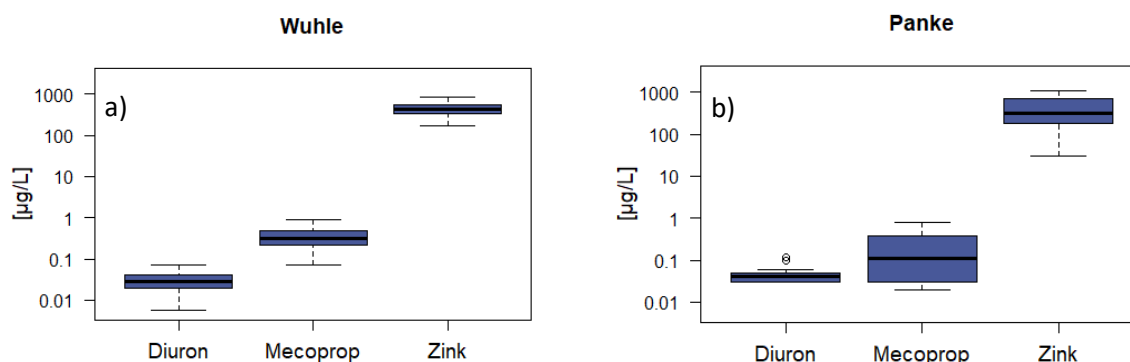 Wuhle
a)
[µg/L]
1000
100
10
1
0.1
0.01
Diuron Mecoprop Zink
Panke
b)
[µg/L]
1000
100
10
1
0.1
0.01
Diuron Mecoprop Zink